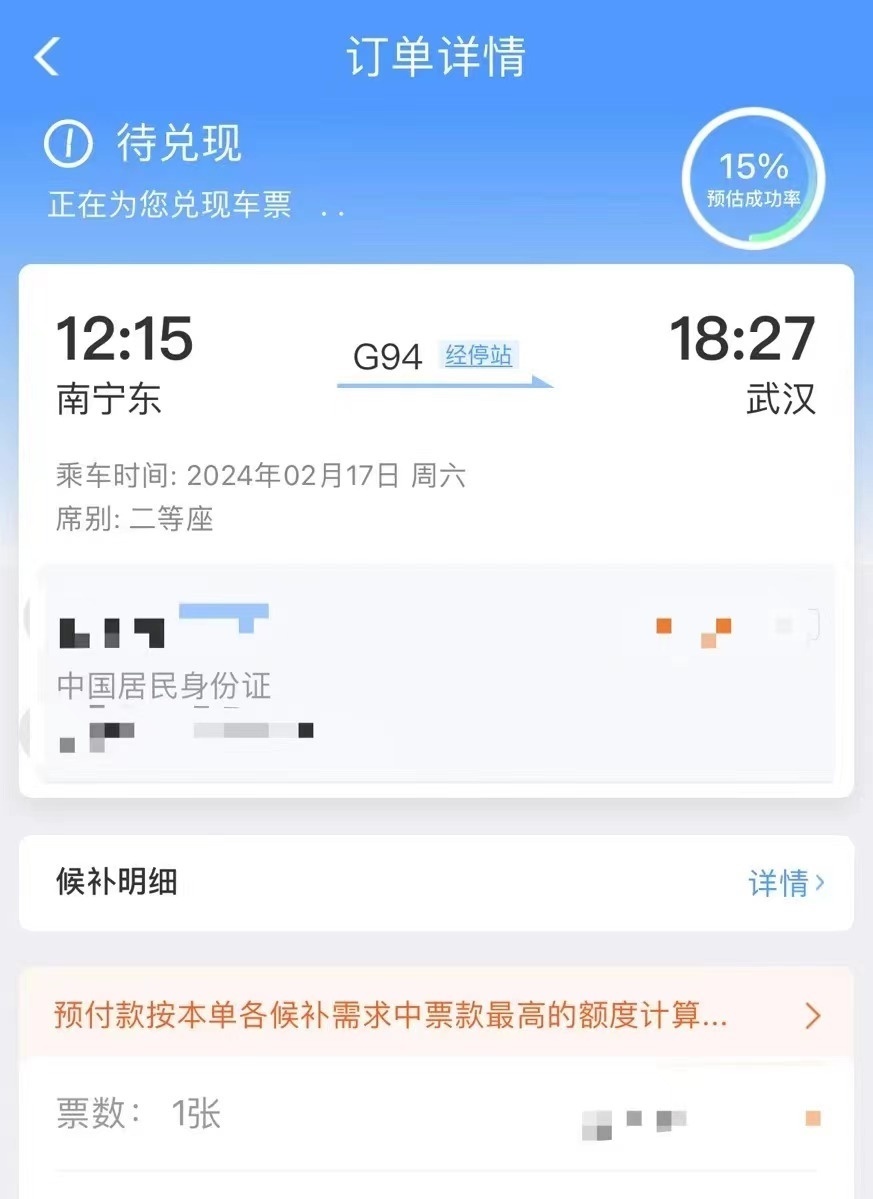 订单详情
待兑现
正在为您兑现车票 ..
15%
预估成功率
12:15
南宁东
G94 经停站
18:27
武汉
乘车时间: 2024年02月17日 周六
席别: 二等座
中国居民身份证
候补明细
详情
预付款按本单各候补需求中票款最高的额度计算...
票数： 1张